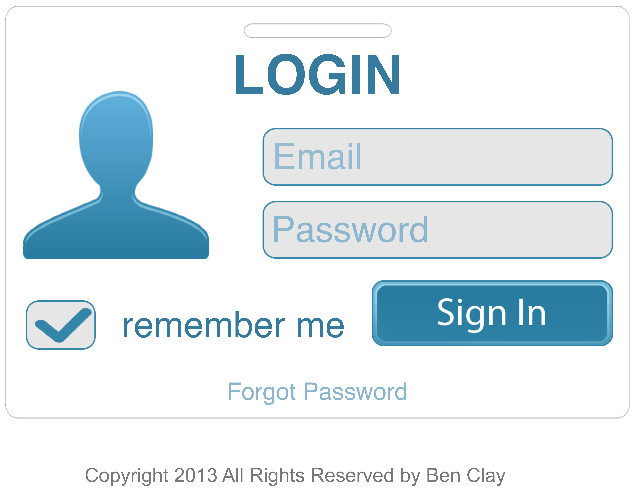 LOGIN
Email
Password
remember me
Sign In
Forgot Password
Copyright 2013 All Rights Reserved by Ben Clay